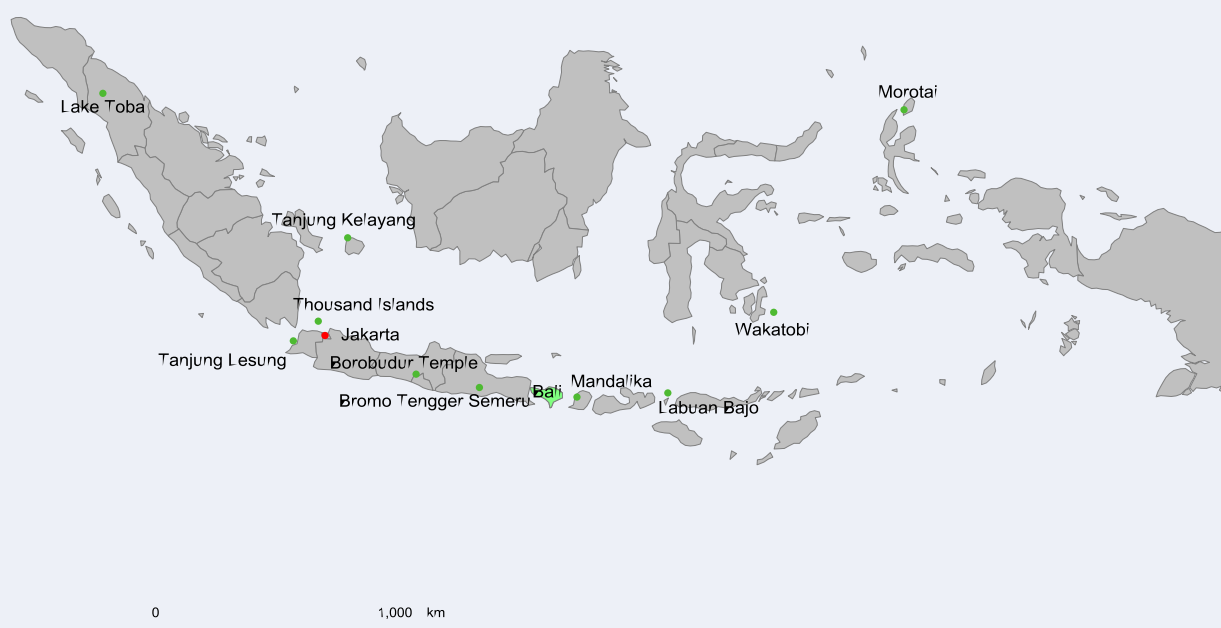 Morotai
Lake Toba
Tanjung Kelayang
Thousand Islands
Wakatobi
Jakarta
Tanjung Lesung
Borobudur Temple
Mandalika
Bali
Bromo Tengger Semeru
Labuan Bajo
0 1,000 km